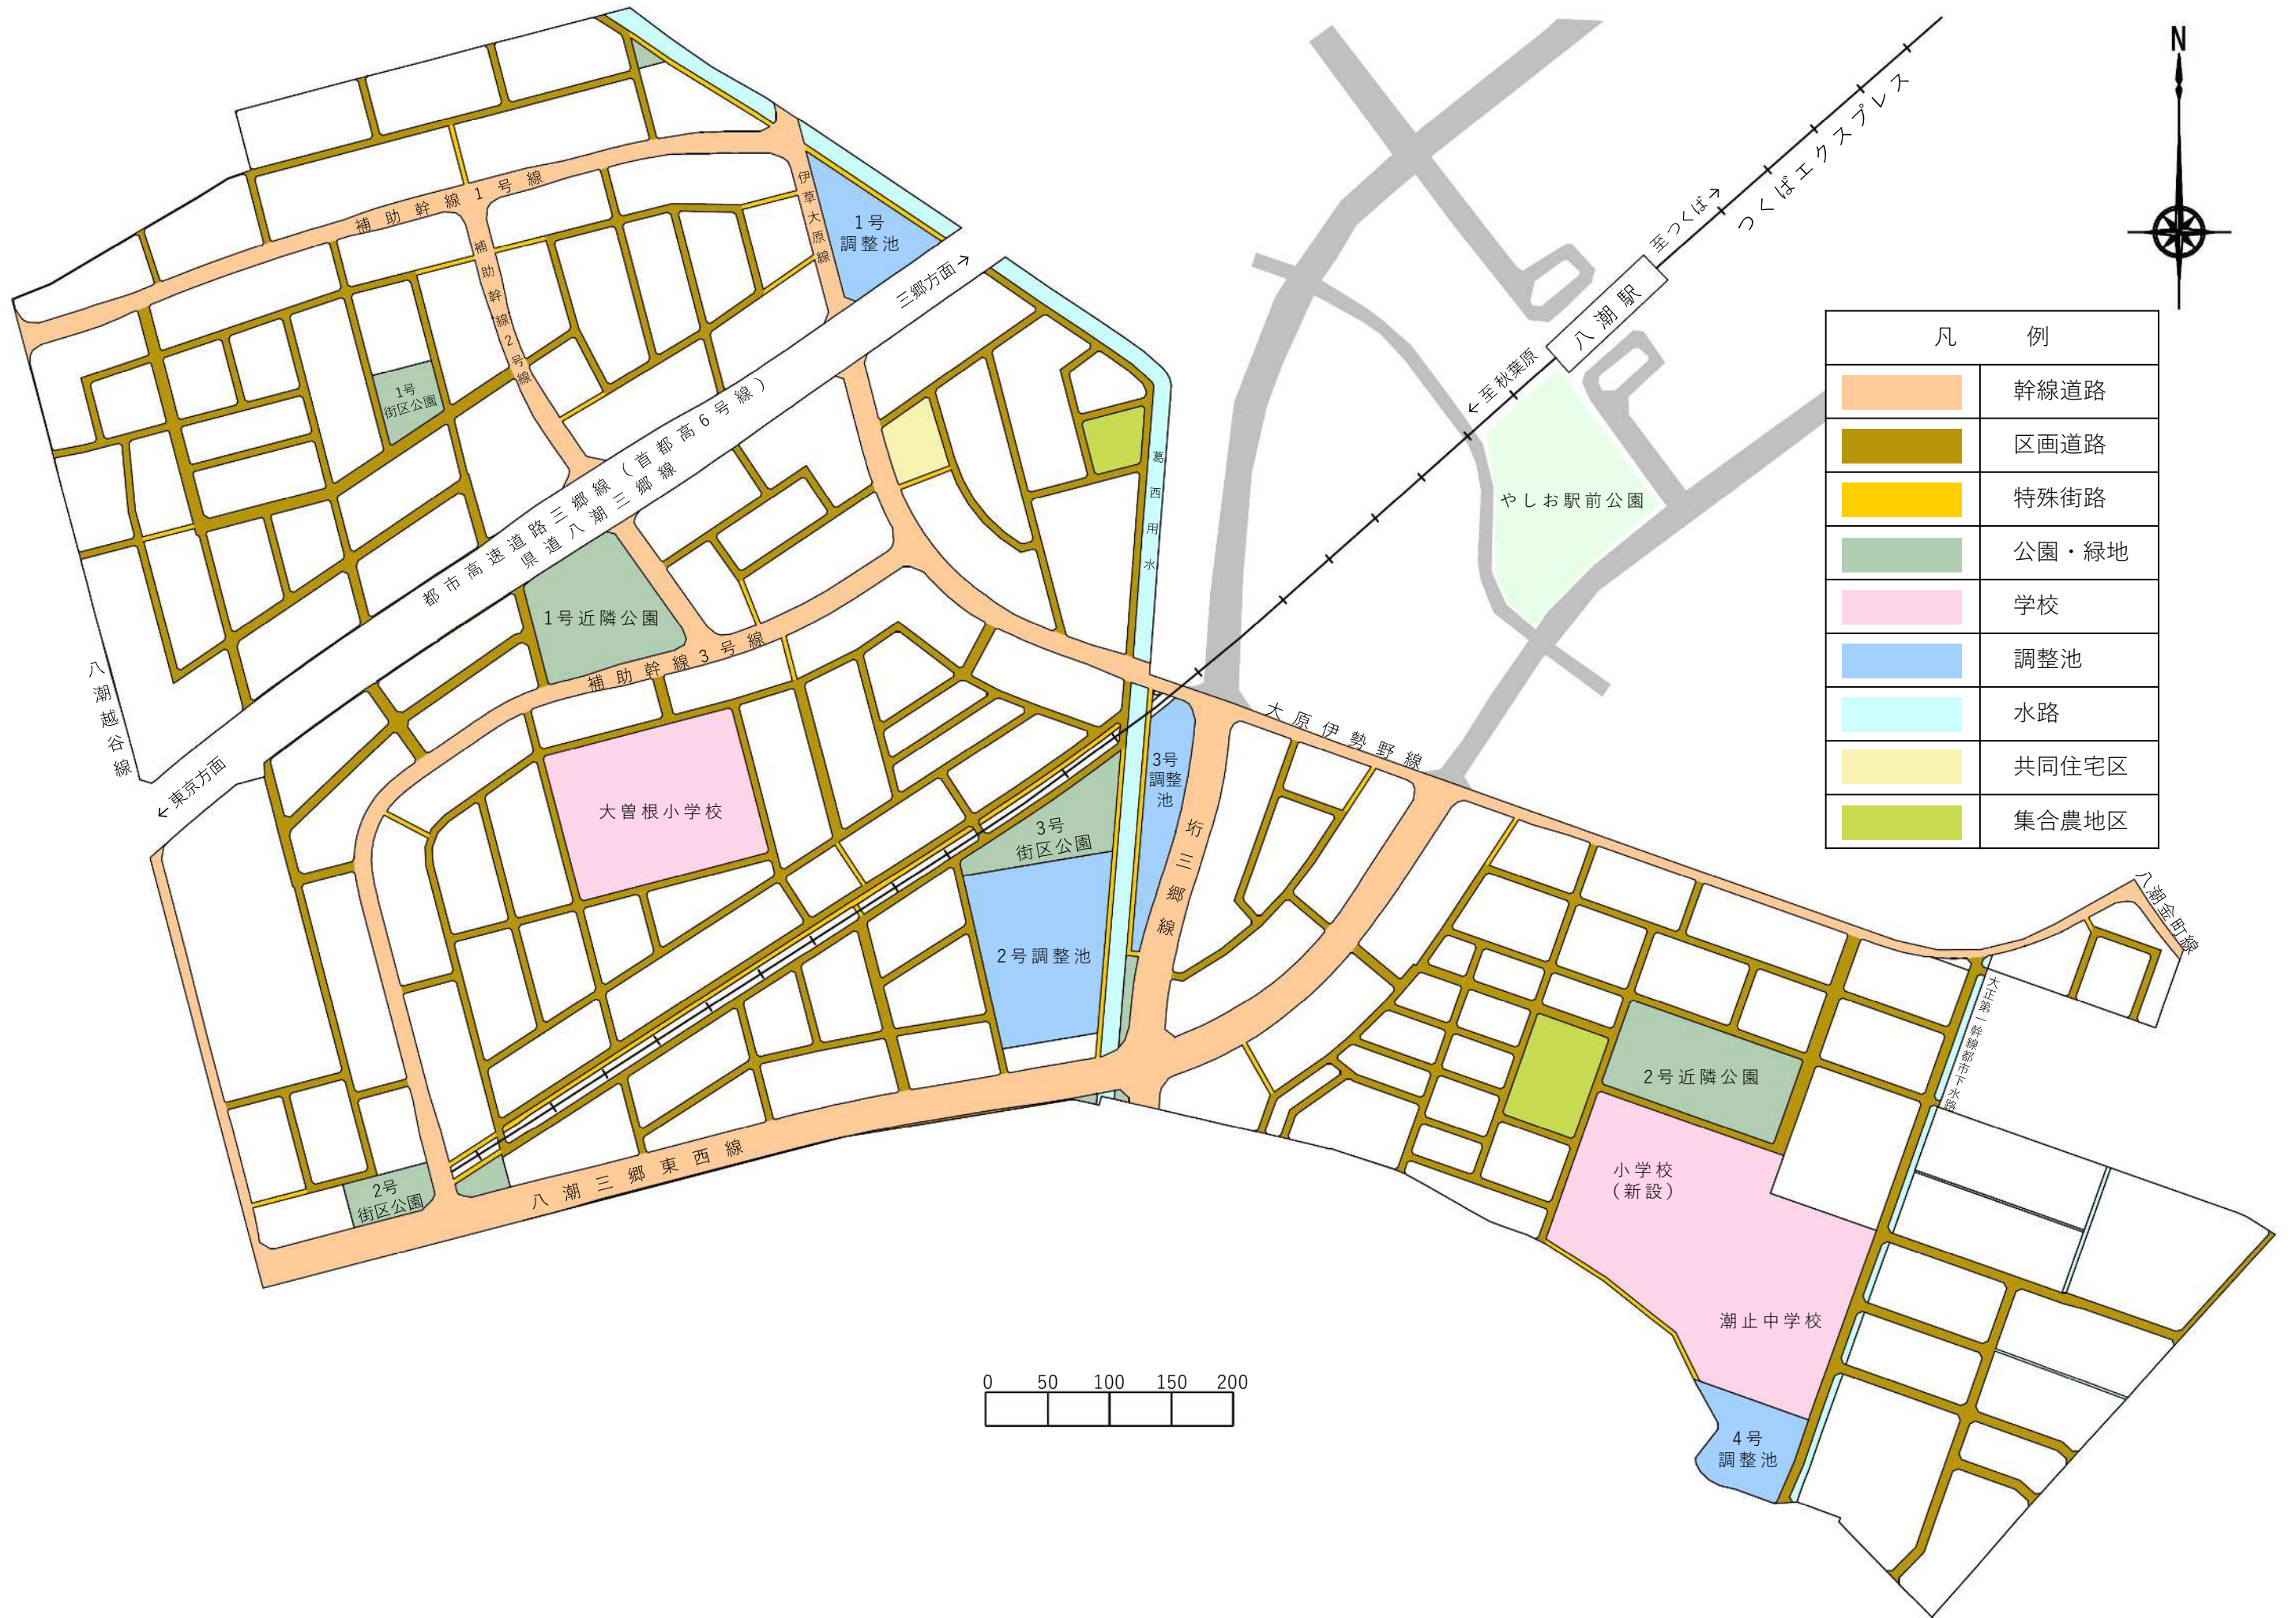 N
つくばエクスプレス
至つくば→
八潮駅
←至秋葉原
やしお駅前公園
凡 例
幹線道路
区画道路
特殊街路
公園・緑地
学校
調整池
水路
共同住宅区
集合農地区
補助幹線1号線
伊草大原線
1号
調整池
補助幹線2号線
三郷方面→
1号
街区公園
都市高速道路三郷線（首都高6号線）
県道八潮三郷線
葛西用水
1号近隣公園
補助幹線3号線
八潮越谷線
←東京方面
大曽根小学校
大原伊勢野線
3号
調整
池
3号
街区公園
垳三郷線
2号調整池
八潮金町線
大正第一幹線都市下水路
2号近隣公園
2号
街区公園
八潮三郷東西線
小学校
（新設）
潮止中学校
4号
調整池
0 50 100 150 200